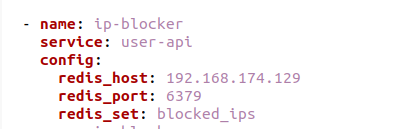 - name: ip-blocker
service: user-api
config:
redis_host: 192.168.174.129
redis_port: 6379
redis_set: blocked_ips